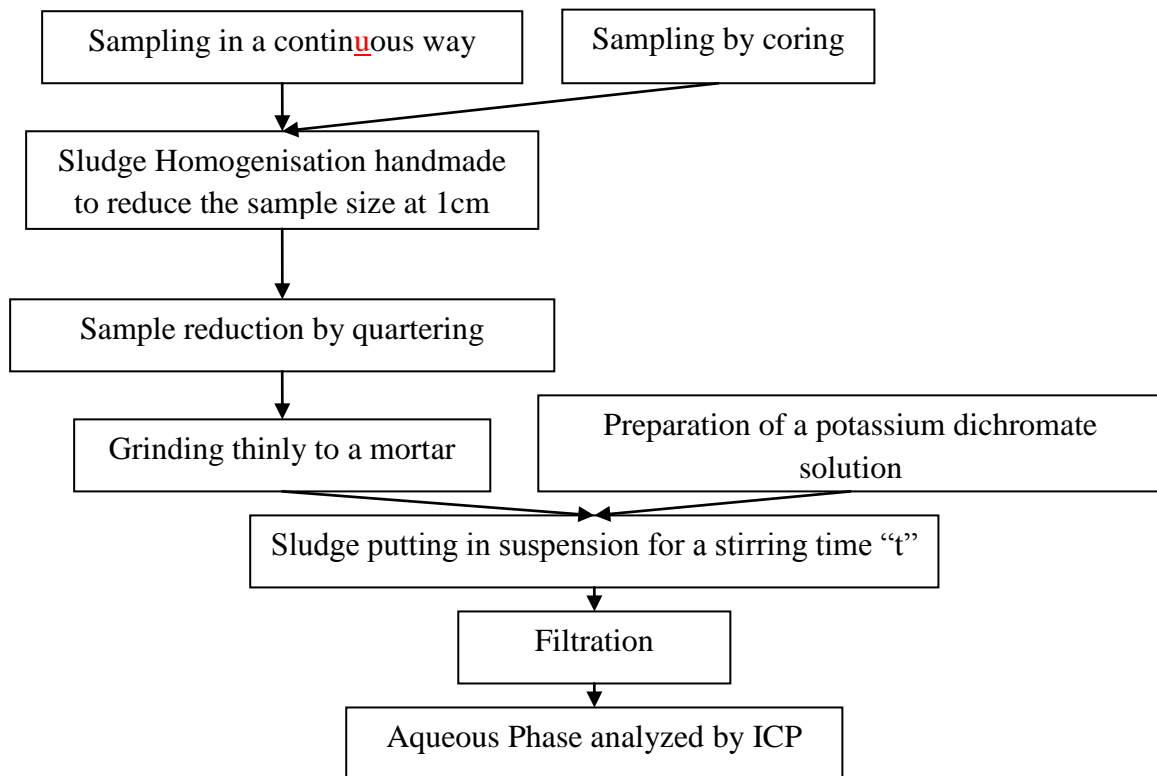 Sampling in a continuous way
Sampling by coring
Sludge Homogenisation handmade
to reduce the sample size at 1cm
Sample reduction by quartering
Grinding thinly to a mortar
Preparation of a potassium dichromate
solution
Sludge putting in suspension for a stirring time “t”
Filtration
Aqueous Phase analyzed by ICP